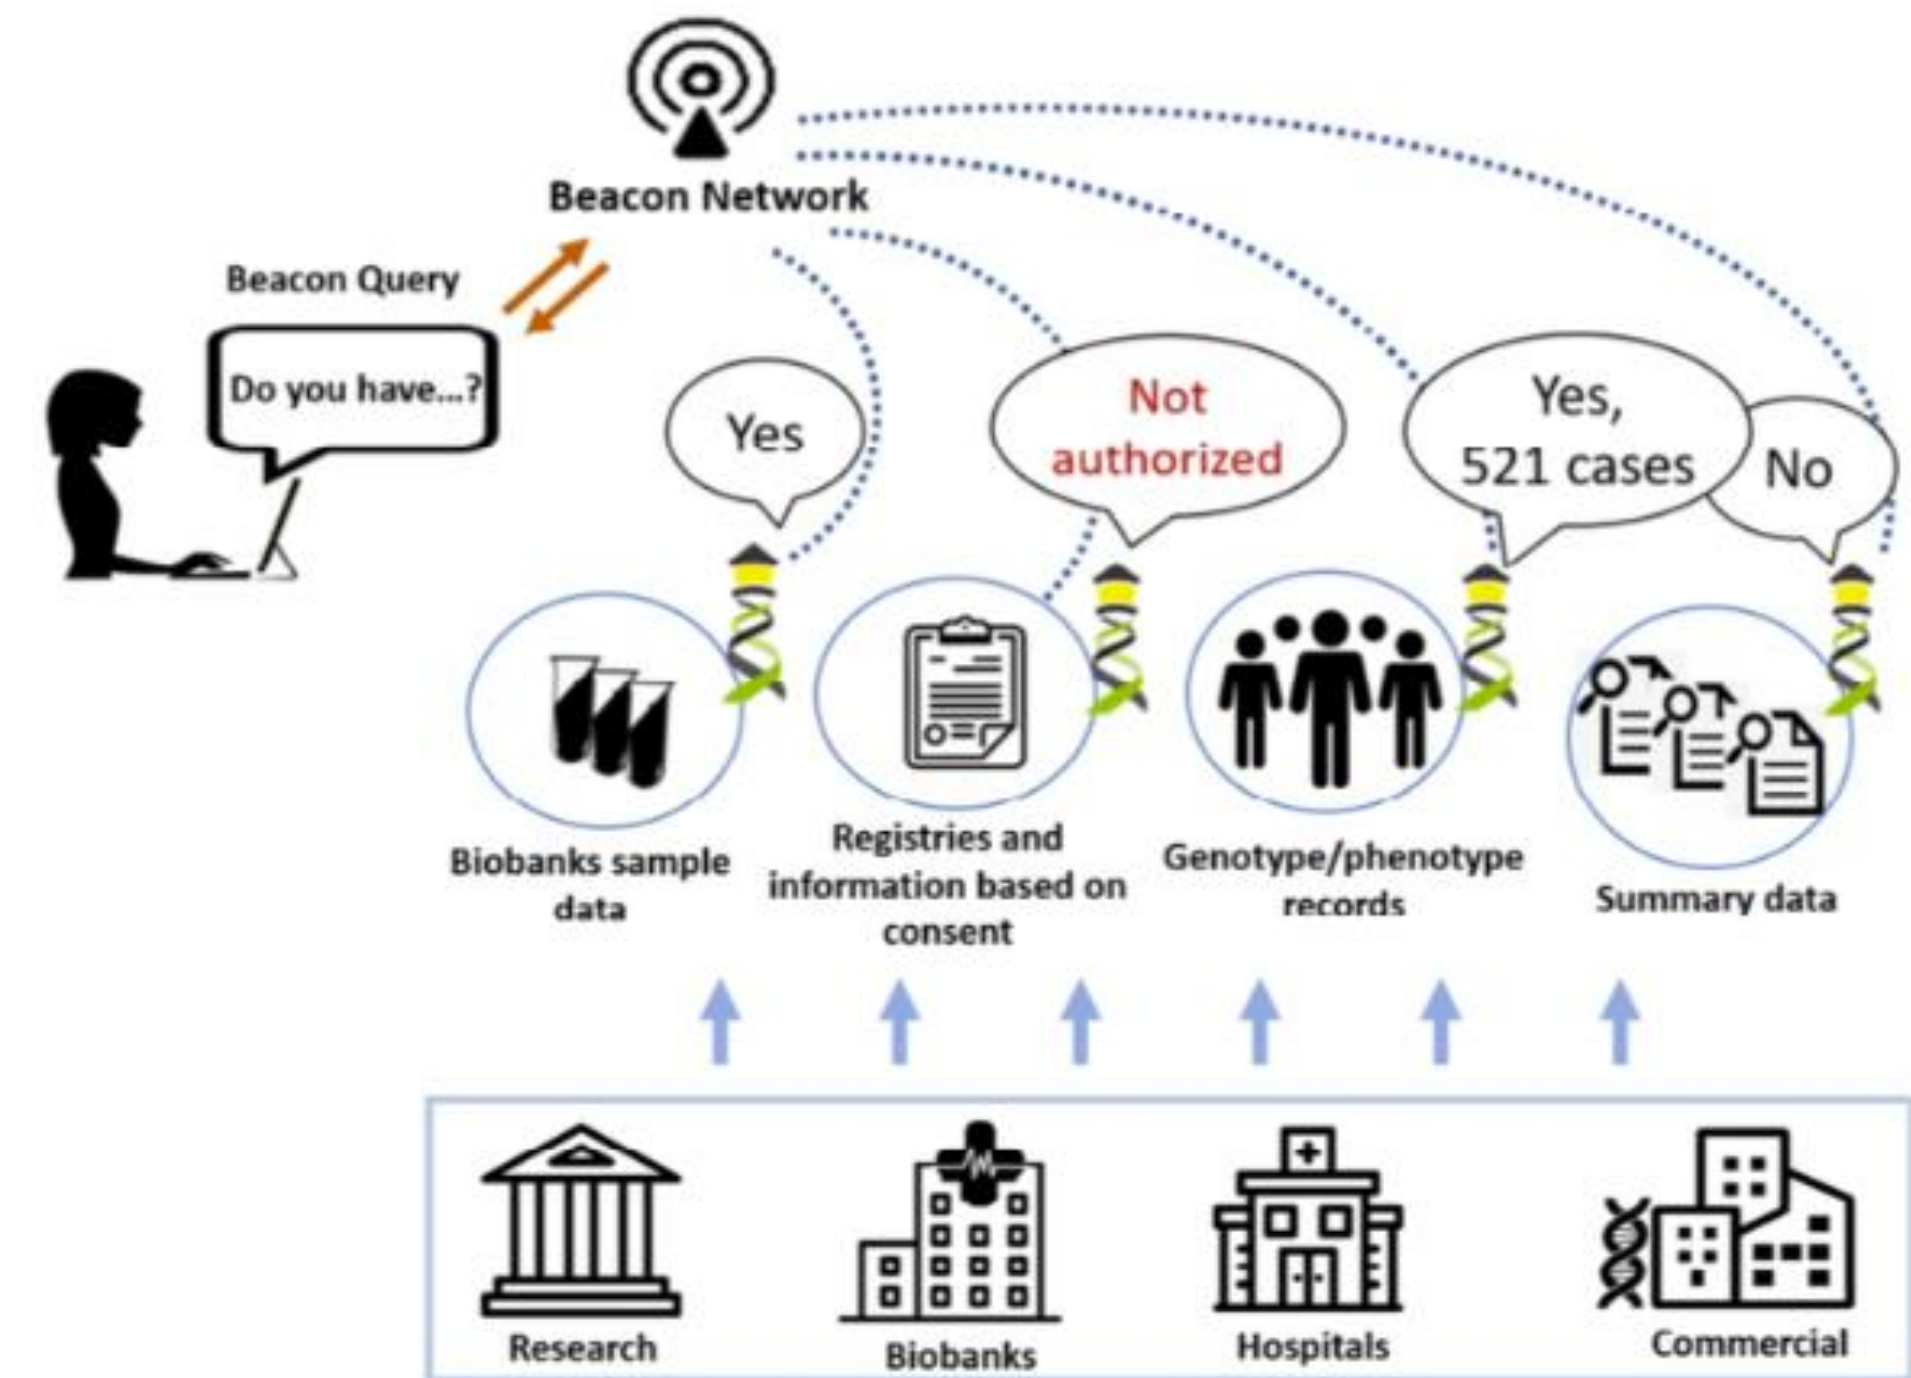 Beacon Network
Beacon Query
Do you have...?
Yes
Not
authorized
Yes,
521 cases
No
Biobanks sample
data
Registries and
information based on
consent
Genotype/phenotype
records
Summary data
Research
Biobanks
Hospitals
Commercial